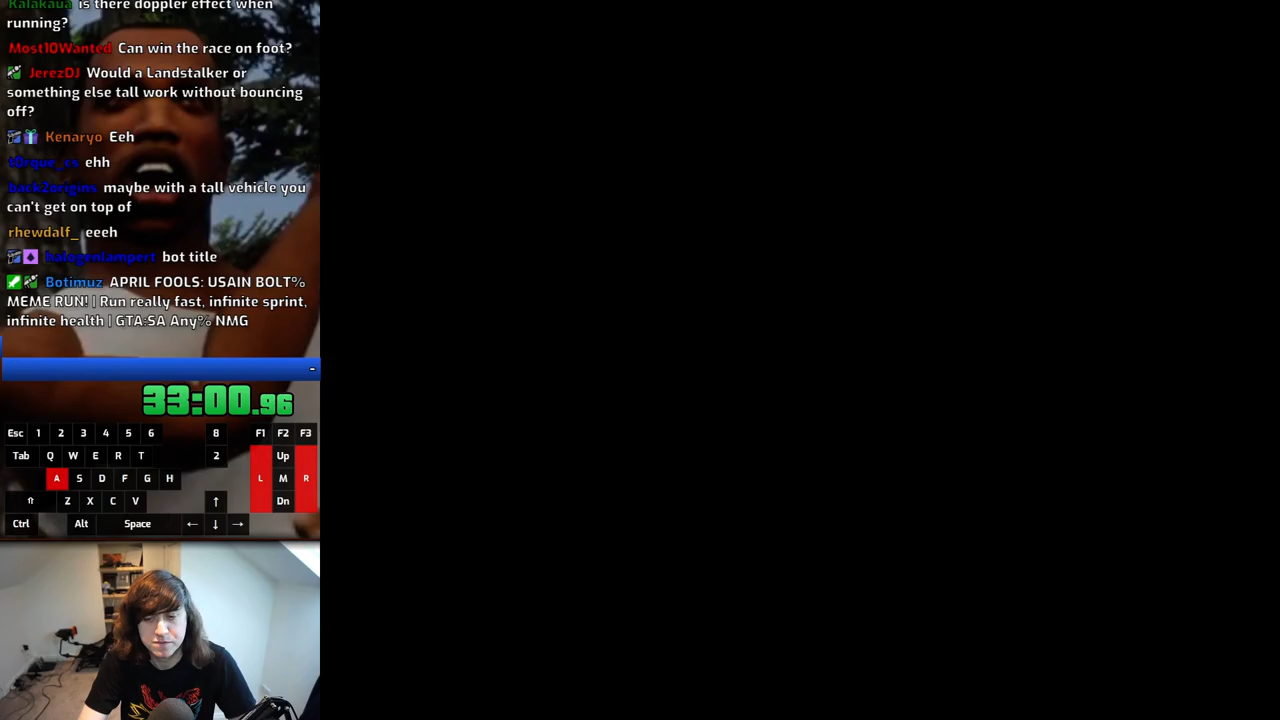 Kalakaua is there doppler effect when
running?
Most10Wanted Can win the race on foot?
JerezDJ Would a Landstalker or
something else tall work without bouncing
off?
Kenaryo Eeh
t0rque_cs ehh
back2origins maybe with a tall vehicle you
can't get on top of
rhewdalf_ eeeh
halogenlampert bot title
Botimuz APRIL FOOLS: USAIN BOLT%
MEME RUN! | Run really fast, infinite sprint,
infinite health | GTA:SA Any% NMG
-
33:00.96
Esc 1 2 3 4 5 6 8 F1 F2 F3
Tab Q W E R T 2 Up
A S D F G H L M R
⇧ Z X C V ↑ Dn
Ctrl Alt Space ← ↓ →